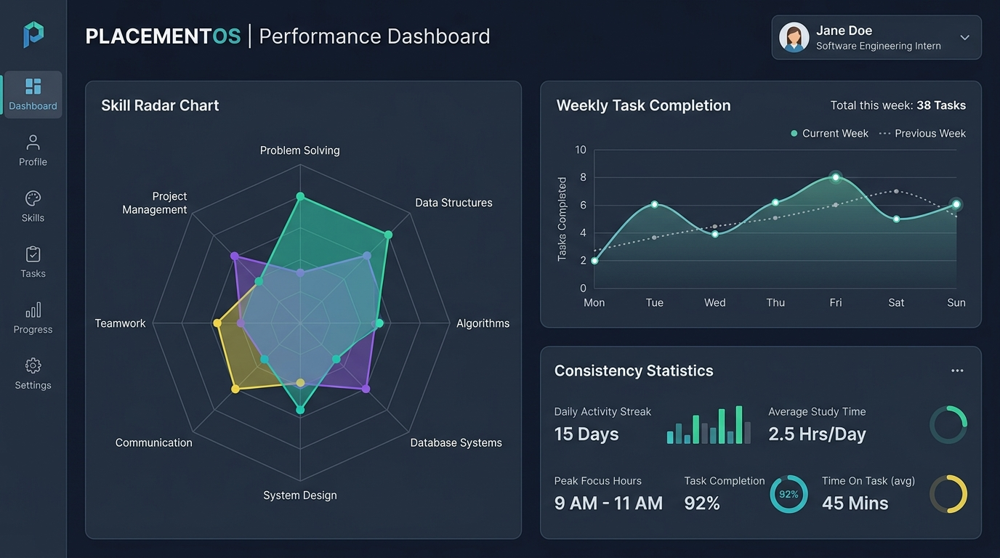 PLACEMENTOS | Performance Dashboard
Jane Doe
Software Engineering Intern
Dashboard
Profile
Skills
Tasks
Progress
Settings
Skill Radar Chart
Problem Solving
Data Structures
Algorithms
Database Systems
System Design
Communication
Teamwork
Project
Management
Weekly Task Completion
Total this week: 38 Tasks
Current Week
Previous Week
Tasks Completed
10
8
6
4
2
0
Mon Tue Wed Thu Fri Sat Sun
Consistency Statistics
Daily Activity Streak
15 Days
Average Study Time
2.5 Hrs/Day
Peak Focus Hours
9 AM - 11 AM
Task Completion
92%
92%
Time On Task (avg)
45 Mins